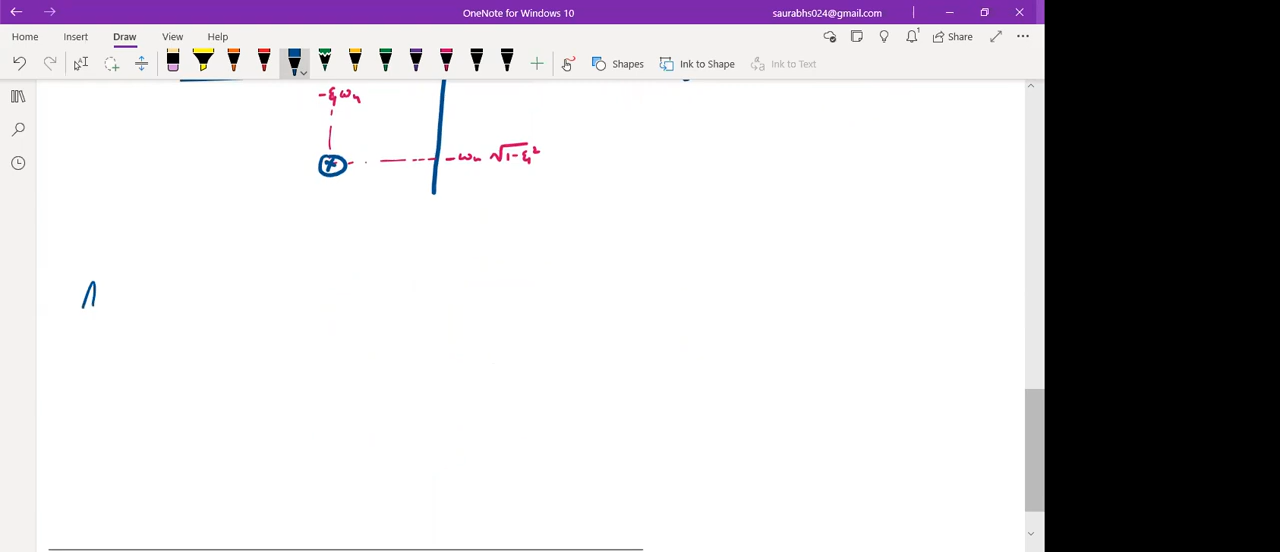 OneNote for Windows 10
saurabhs024@gmail.com
Home Insert Draw View Help
1 Share
Shapes Ink to Shape Ink to Text
-ξωₙ
-ωₙ √1-ξ²